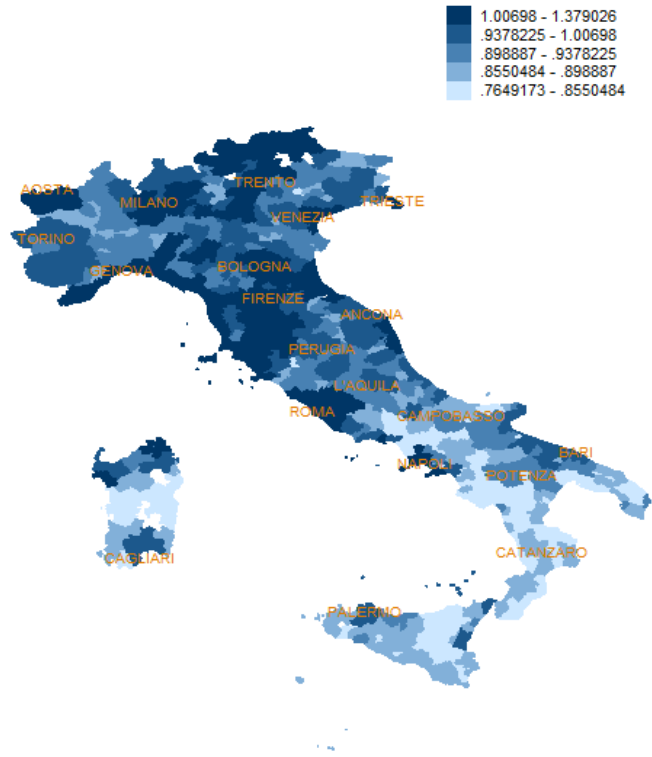 1.00698 - 1.379026
.9378225 - 1.00698
.898887 - .9378225
.8550484 - .898887
.7649173 - .8550484
AOSTA
TRENTO
MILANO
TRIESTE
VENEZIA
TORINO
GENOVA
BOLOGNA
FIRENZE
ANCONA
PERUGIA
L'AQUILA
ROMA
CAMPOBASSO
BARI
NAPOLI
POTENZA
CAGLIARI
CATANZARO
PALERMO